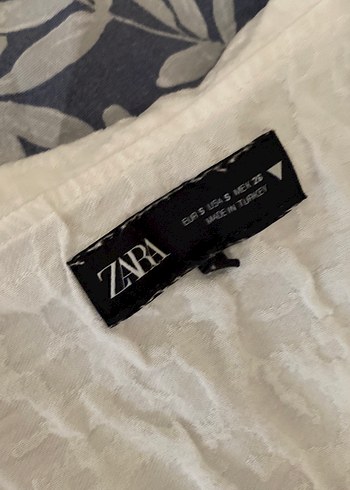 ZARA
EUR S USA S MEX 26
MADE IN TURKEY